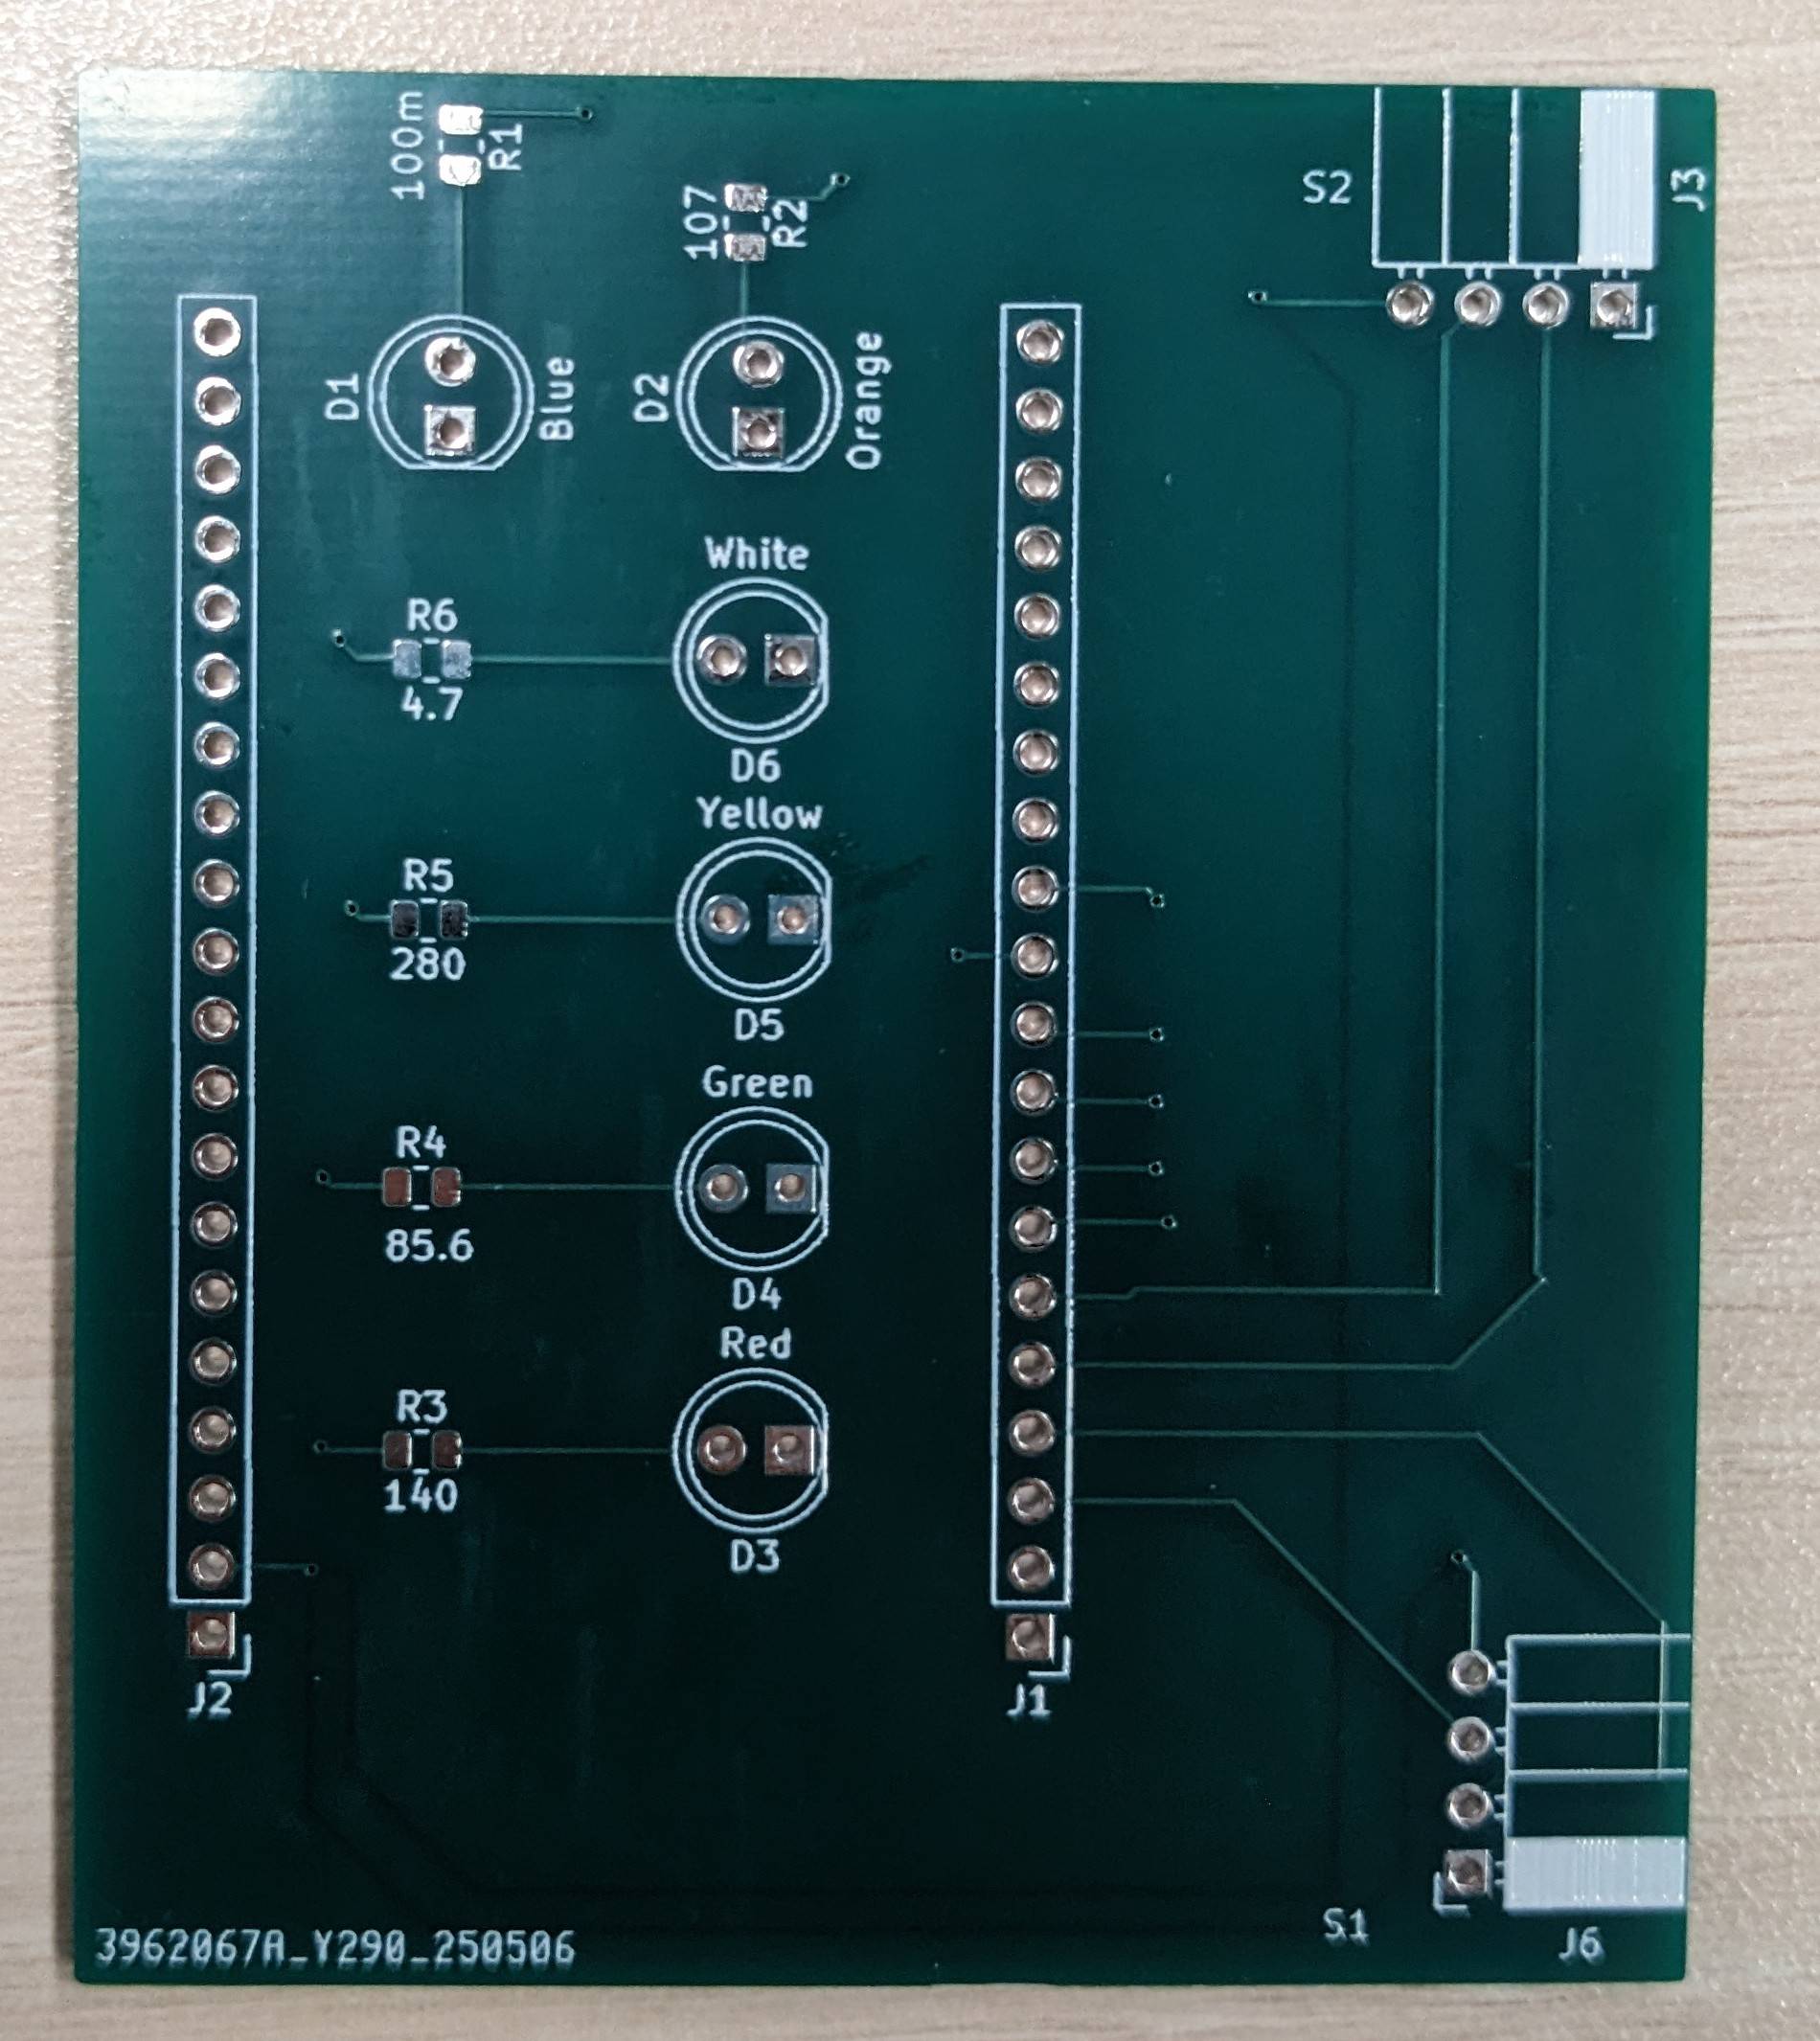 100m
R1
107
R2
S2
J3
D1
Blue
D2
Orange
White
R6
4.7
D6
Yellow
R5
280
D5
Green
R4
85.6
D4
Red
R3
140
D3
J2
J1
S1
J6
3962067A_Y290_250506